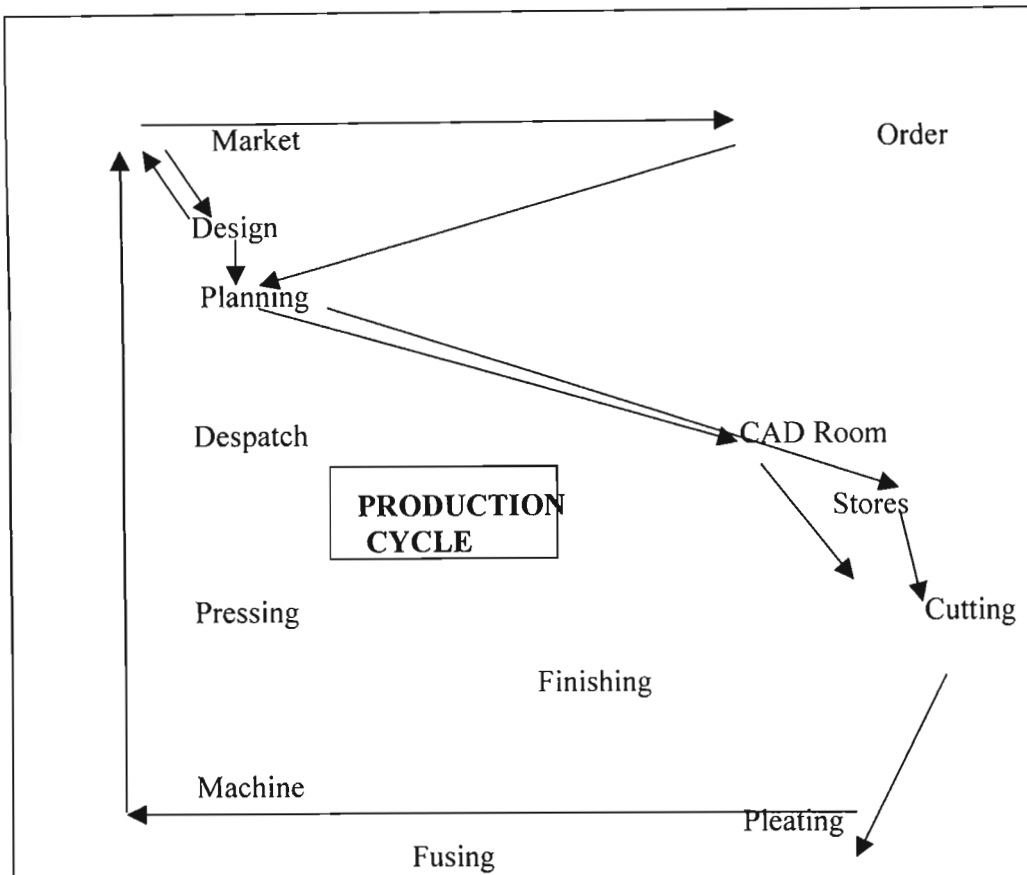 Market
Order
Design
Planning
Despatch
CAD Room
PRODUCTION
CYCLE
Stores
Pressing
Cutting
Finishing
Machine
Pleating
Fusing